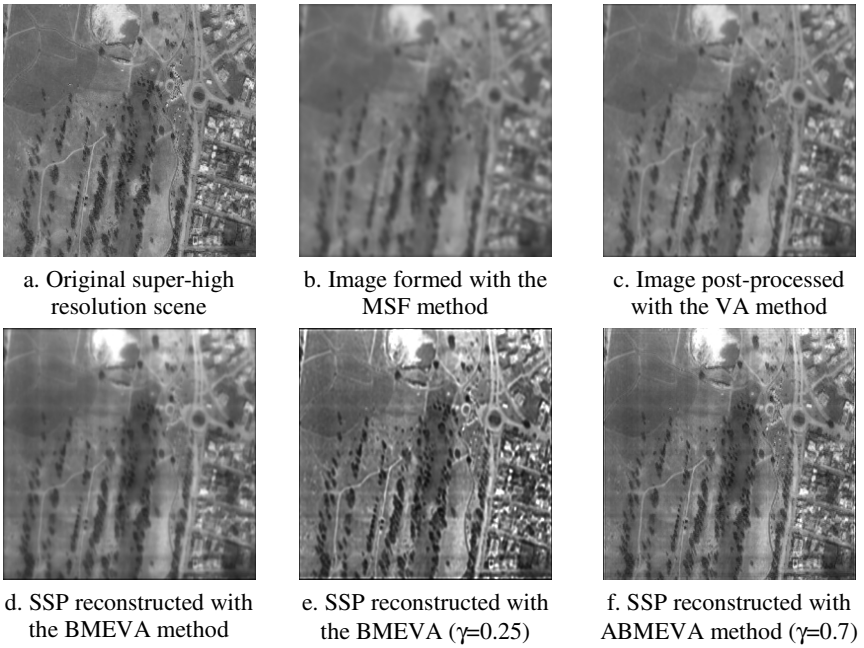 a. Original super-high
resolution scene
b. Image formed with the
MSF method
c. Image post-processed
with the VA method
d. SSP reconstructed with
the BMEVA method
e. SSP reconstructed with
the BMEVA (γ=0.25)
f. SSP reconstructed with
ABMEVA method (γ=0.7)